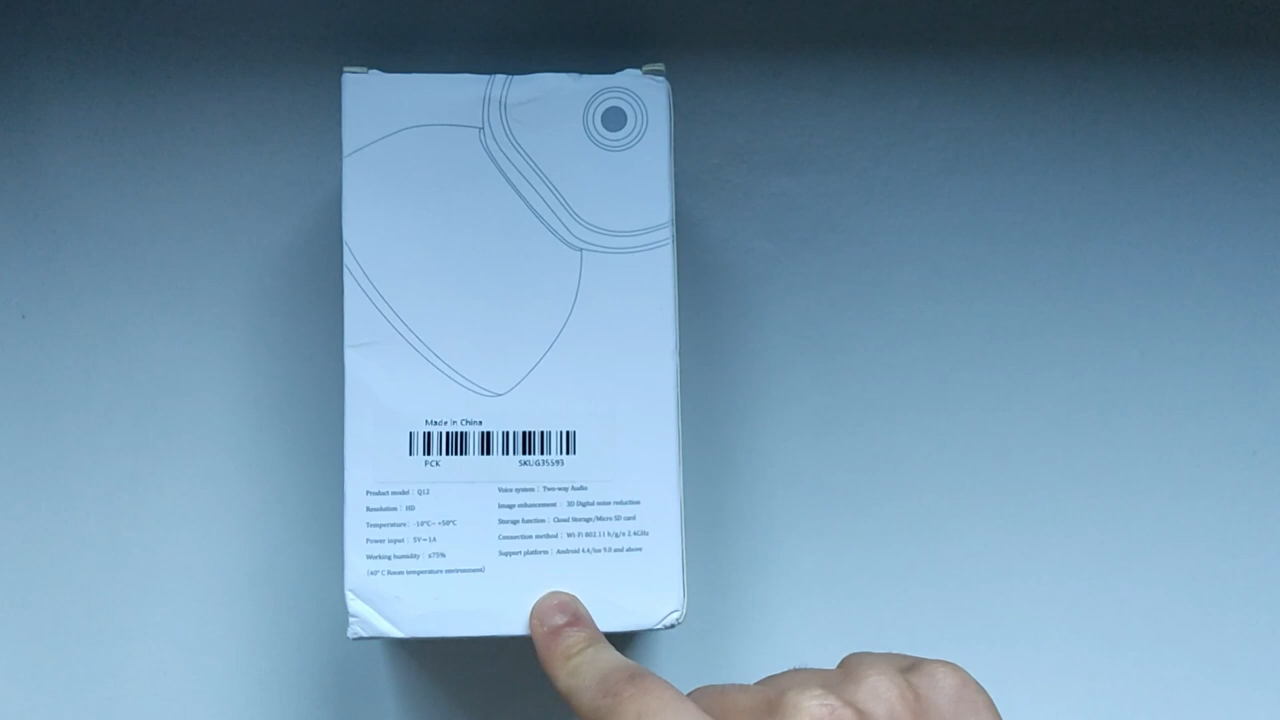 Made in China
PCK SKUG35593
Product model : Q12
Resolution : HD
Temperature : -10°C~ +50°C
Power input : 5V⎓1A
Working humidity : ≤75%
(40° C Room temperature environment)
Voice system : Two-way Audio
Image enhancement : 3D Digital noise reduction
Storage function : Cloud Storage/Micro SD card
Connection method : Wi-Fi 802.11 b/g/n 2.4GHz
Support platform : Android 4.4/ios 9.0 and above